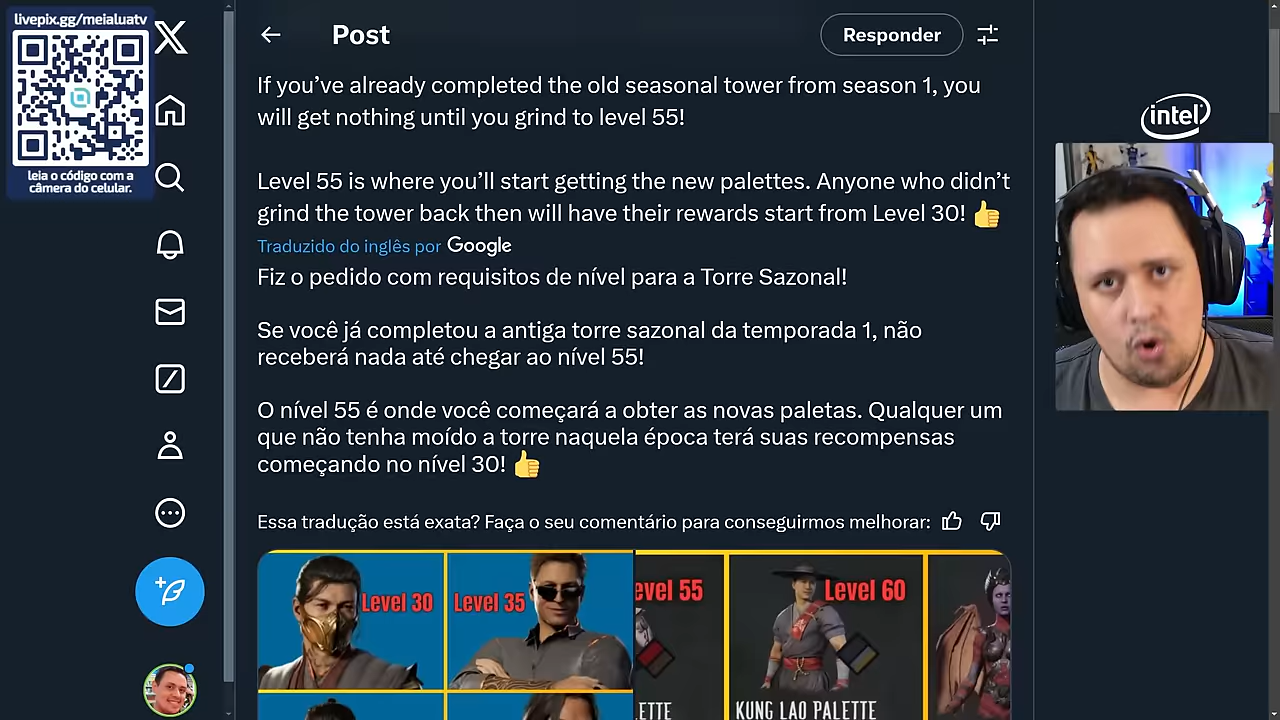 livepix.gg/meialuatv
leia o código com a
câmera do celular.
Post
Responder
If you’ve already completed the old seasonal tower from season 1, you
will get nothing until you grind to level 55!
Level 55 is where you’ll start getting the new palettes. Anyone who didn’t
grind the tower back then will have their rewards start from Level 30! 👍
Traduzido do inglês por Google
Fiz o pedido com requisitos de nível para a Torre Sazonal!
Se você já completou a antiga torre sazonal da temporada 1, não
receberá nada até chegar ao nível 55!
O nível 55 é onde você começará a obter as novas paletas. Qualquer um
que não tenha moído a torre naquela época terá suas recompensas
começando no nível 30! 👍
Essa tradução está exata? Faça o seu comentário para conseguirmos melhorar:
Level 30
Level 35
evel 55
Level 60
ETTE
KUNG LAO PALETTE
intel